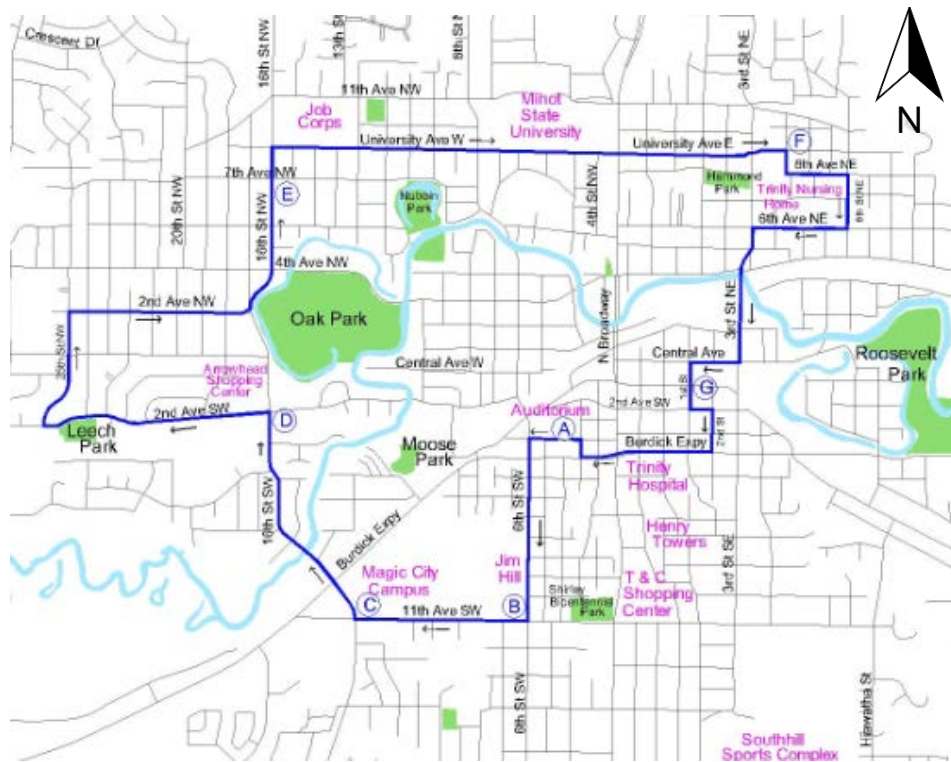 Crescent Dr
16th St NW
13th St
8th St
3rd St NE
N
11th Ave NW
Job
Corps
Minot
State
University
University Ave W
University Ave E
F
8th Ave NE
7th Ave NW
E
Nubbin
Park
4th St NW
Hammond
Park
Trinity Nursing
Home
6th Ave NE
20th St NW
16th St NW
4th Ave NW
2nd Ave NW
Oak Park
N. Broadway
3rd St NE
Central Ave W
Central Ave
Roosevelt
Park
25th St NW
Arrowhead
Shopping
Center
1st St
G
2nd Ave SW
2nd Ave SW
D
Auditorium
A
2nd St
Leech
Park
Moose
Park
Burdick Expy
Trinity
Hospital
16th St SW
6th St SW
Burdick Expy
Henry
Towers
Jim
Hill
Magic City
Campus
C
11th Ave SW
B
Shirley
Bicentennial
Park
T & C
Shopping
Center
3rd St SE
6th St SW
Hiawatha St
Southhill
Sports Complex